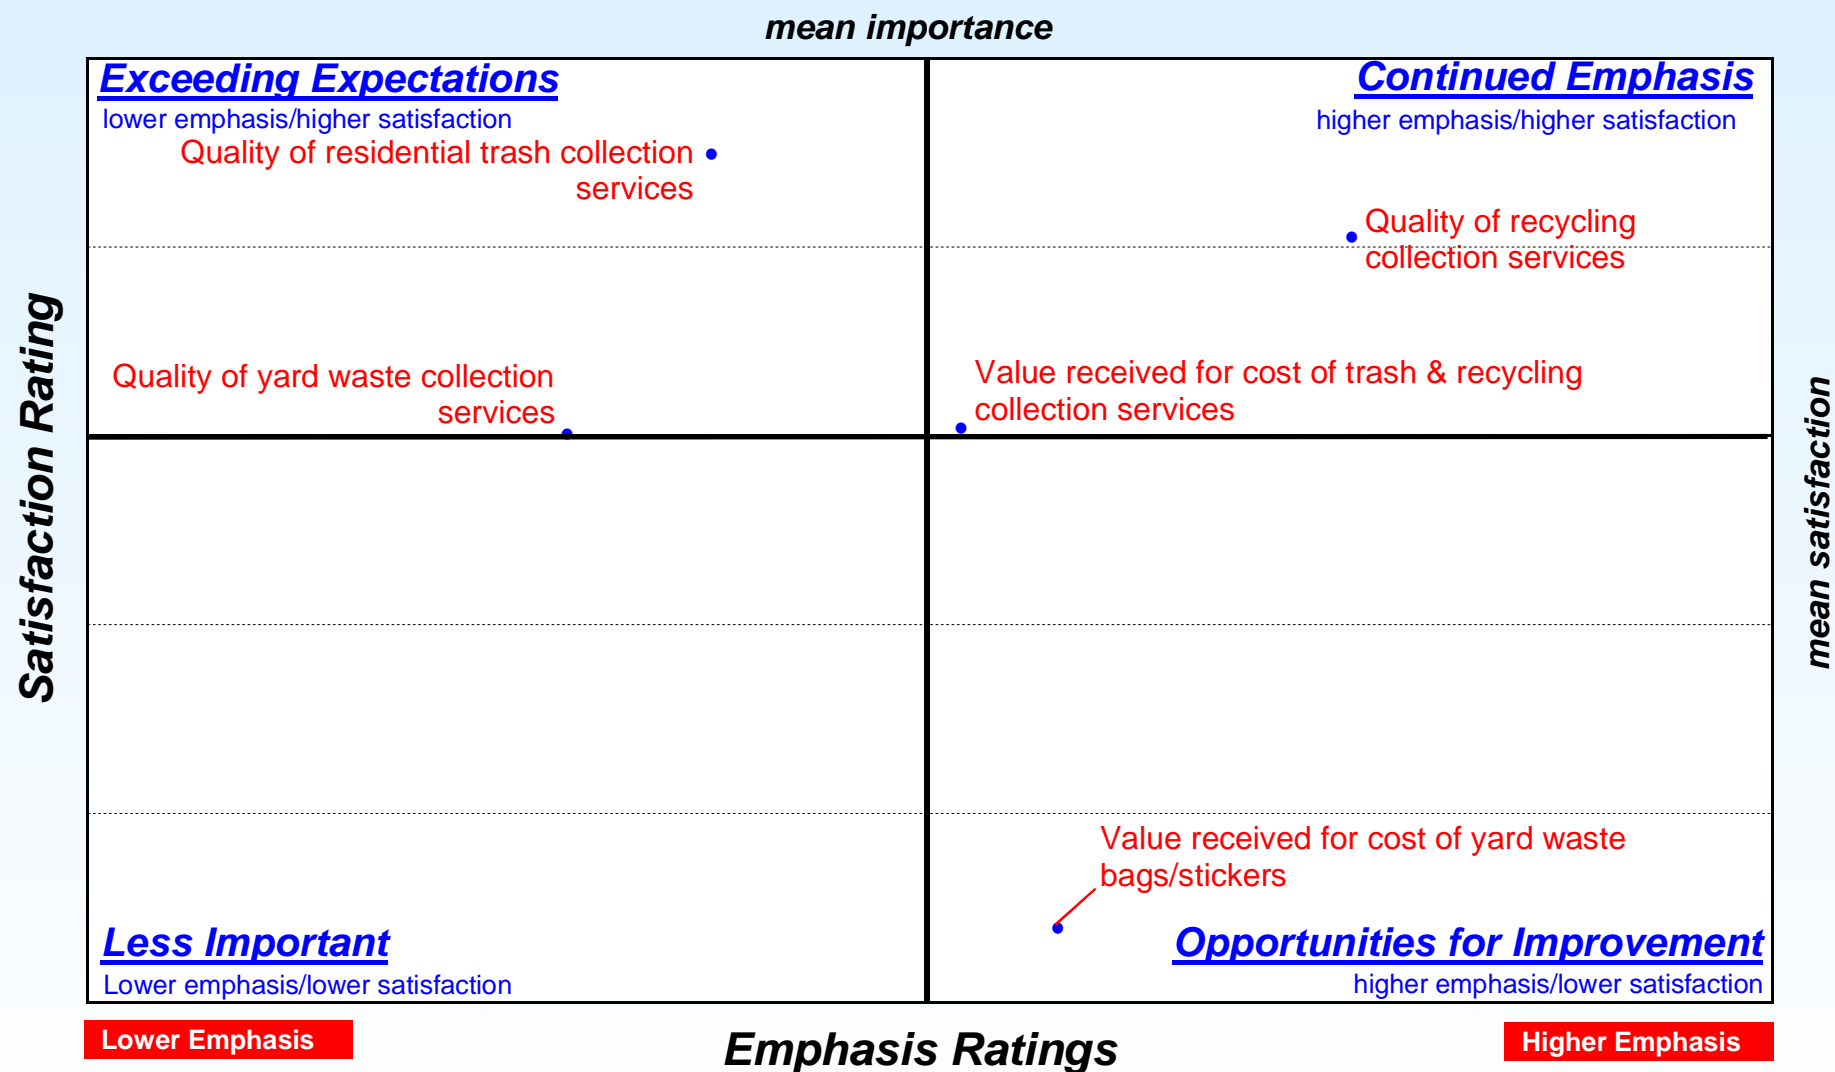 mean importance
Exceeding Expectations
lower emphasis/higher satisfaction
Continued Emphasis
higher emphasis/higher satisfaction
Quality of residential trash collection
services
Quality of recycling
collection services
Quality of yard waste collection
services
Value received for cost of trash & recycling
collection services
Satisfaction Rating
mean satisfaction
Value received for cost of yard waste
bags/stickers
Less Important
Lower emphasis/lower satisfaction
Opportunities for Improvement
higher emphasis/lower satisfaction
Lower Emphasis
Emphasis Ratings
Higher Emphasis